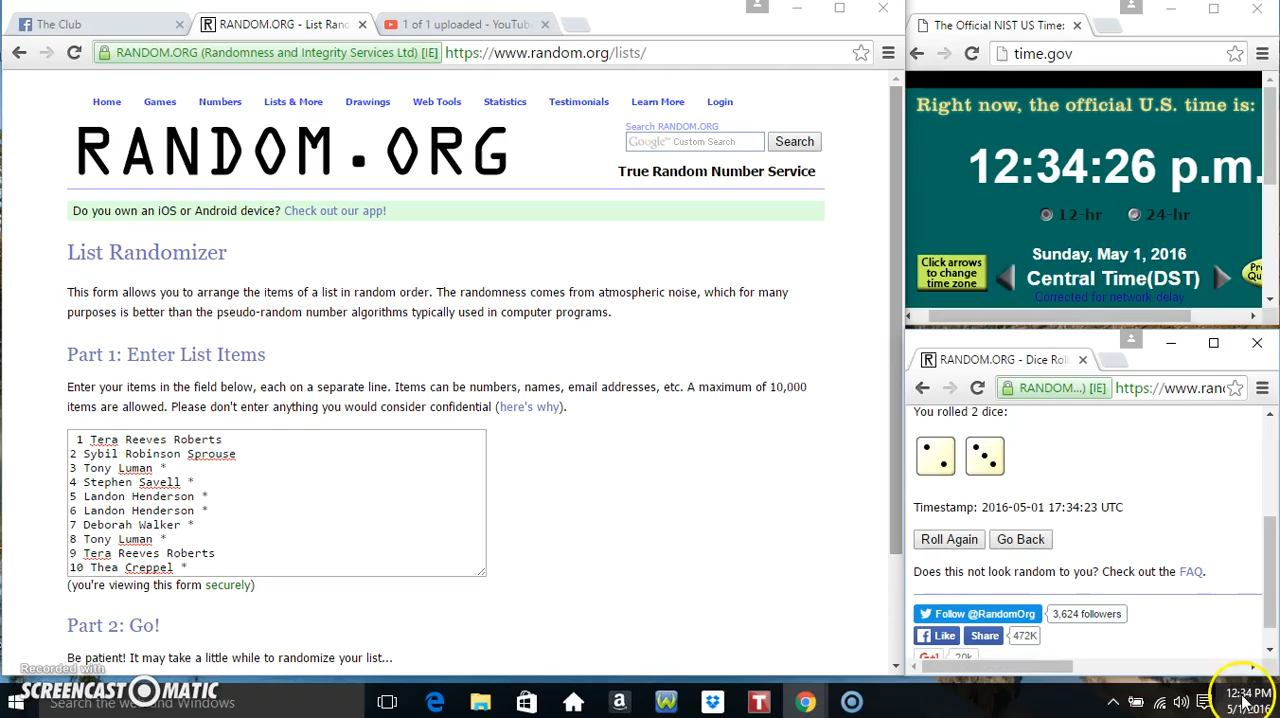 The Club
RANDOM.ORG - List Ran
1 of 1 uploaded - YouTub
RANDOM.ORG (Randomness and Integrity Services Ltd) [IE]
https://www.random.org/lists/
Home Games Numbers Lists & More Drawings Web Tools Statistics Testimonials Learn More Login
RANDOM.ORG
Search RANDOM.ORG
Google™ Custom Search
Search
True Random Number Service
Do you own an iOS or Android device? Check out our app!
List Randomizer
This form allows you to arrange the items of a list in random order. The randomness comes from atmospheric noise, which for many
purposes is better than the pseudo-random number algorithms typically used in computer programs.
Part 1: Enter List Items
Enter your items in the field below, each on a separate line. Items can be numbers, names, email addresses, etc. A maximum of 10,000
items are allowed. Please don't enter anything you would consider confidential (here's why).
1 Tera Reeves Roberts
2 Sybil Robinson Sprouse
3 Tony Luman *
4 Stephen Savell *
5 Landon Henderson *
6 Landon Henderson *
7 Deborah Walker *
8 Tony Luman *
9 Tera Reeves Roberts
10 Thea Creppel *
(you're viewing this form securely)
Part 2: Go!
Be patient! It may take a little while to randomize your list...
Recorded with
SCREENCAST-O-MATIC
Search the web and Windows
The Official NIST US Time:
time.gov
Right now, the official U.S. time is:
12:34:26 p.m.
12-hr 24-hr
Sunday, May 1, 2016
Click arrows
to change
time zone
Central Time(DST)
Corrected for network delay
RANDOM.ORG - Dice Roll
RANDOM...) [IE]
https://www.ran
You rolled 2 dice:
Timestamp: 2016-05-01 17:34:23 UTC
Roll Again
Go Back
Does this not look random to you? Check out the FAQ.
Follow @RandomOrg
3,624 followers
Like
Share
472K
20k
12:34 PM
5/1/2016